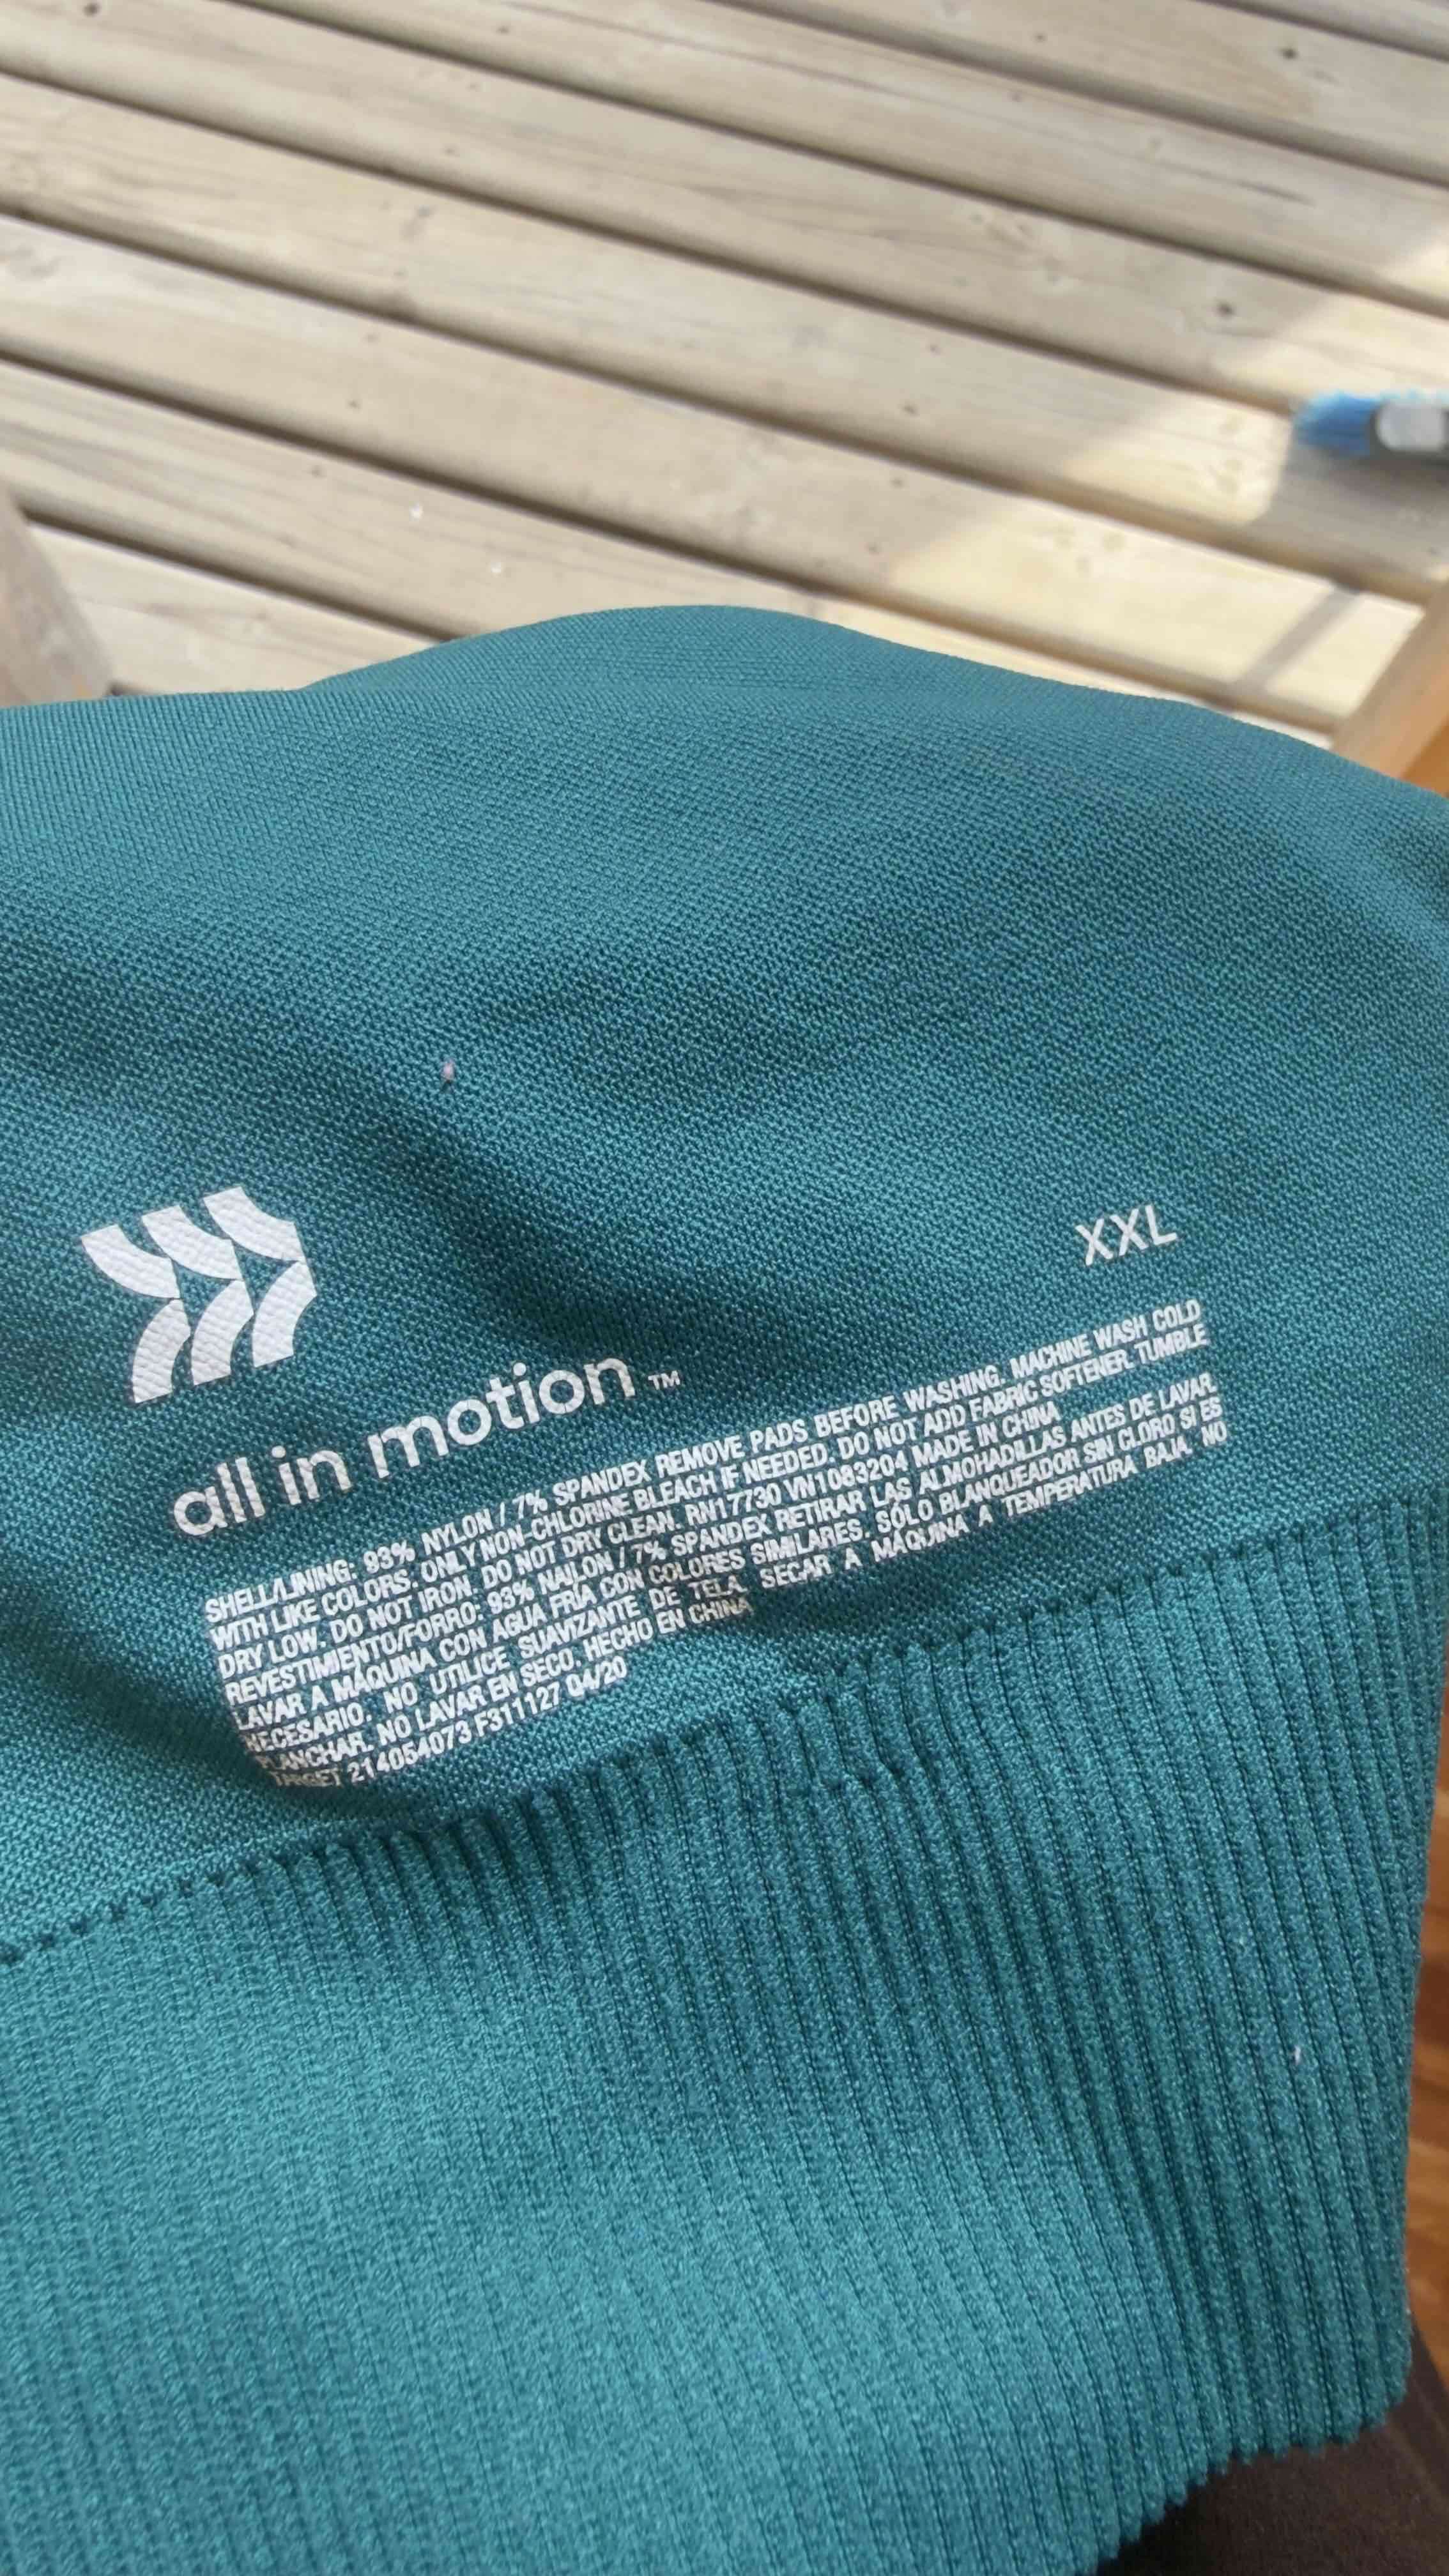 XXL
all in motion™
SHELL/LINING: 93% NYLON / 7% SPANDEX REMOVE PADS BEFORE WASHING. MACHINE WASH COLD
WITH LIKE COLORS. ONLY NON-CHLORINE BLEACH IF NEEDED. DO NOT ADD FABRIC SOFTENER. TUMBLE
DRY LOW. DO NOT IRON. DO NOT DRY CLEAN. RN17730 VN1083204 MADE IN CHINA
REVESTIMIENTO/FORRO: 93% NAILON / 7% SPANDEX RETIRAR LAS ALMOHADILLAS ANTES DE LAVAR.
LAVAR A MÁQUINA CON AGUA FRÍA CON COLORES SIMILARES. SÓLO BLANQUEADOR SIN CLORO SI ES
NECESARIO. NO UTILICE SUAVIZANTE DE TELA. SECAR A MÁQUINA A TEMPERATURA BAJA. NO
PLANCHAR. NO LAVAR EN SECO. HECHO EN CHINA
TARGET 214054073 F311127 04/20